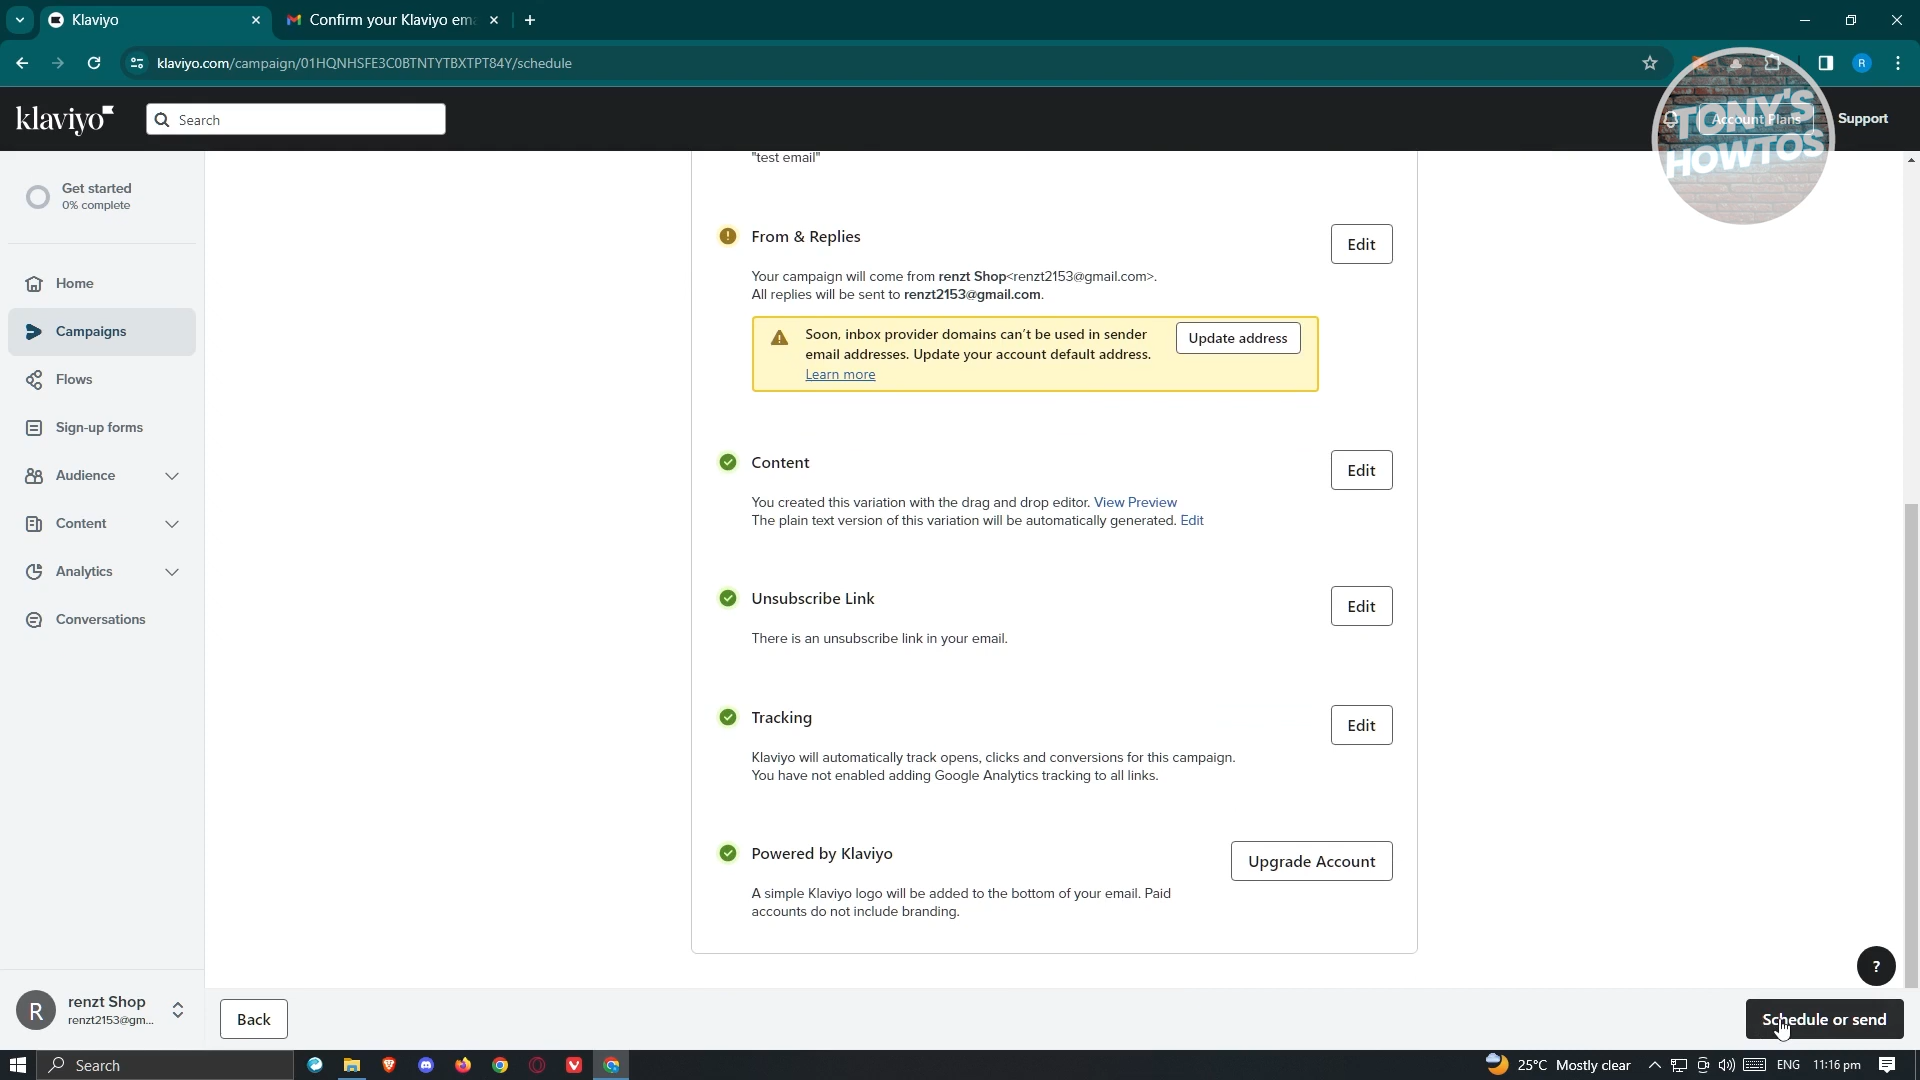 Klaviyo
Confirm your Klaviyo ema
klaviyo.com/campaign/01HQNHSFE3C0BTNTYTBXTPT84Y/schedule
R
klaviyo
Search
Account Plans
Support
TONY'S
HOWTOS
Get started
0% complete
Home
Campaigns
Flows
Sign-up forms
Audience
Content
Analytics
Conversations
renzt Shop
renzt2153@gm...
R
"test email"
From & Replies
Edit
Your campaign will come from renzt Shop<renzt2153@gmail.com>.
All replies will be sent to renzt2153@gmail.com.
Soon, inbox provider domains can't be used in sender
email addresses. Update your account default address.
Learn more
Update address
Content
Edit
You created this variation with the drag and drop editor. View Preview
The plain text version of this variation will be automatically generated. Edit
Unsubscribe Link
Edit
There is an unsubscribe link in your email.
Tracking
Edit
Klaviyo will automatically track opens, clicks and conversions for this campaign.
You have not enabled adding Google Analytics tracking to all links.
Powered by Klaviyo
Upgrade Account
A simple Klaviyo logo will be added to the bottom of your email. Paid
accounts do not include branding.
?
Back
Schedule or send
Search
25°C Mostly clear
ENG
11:16 pm